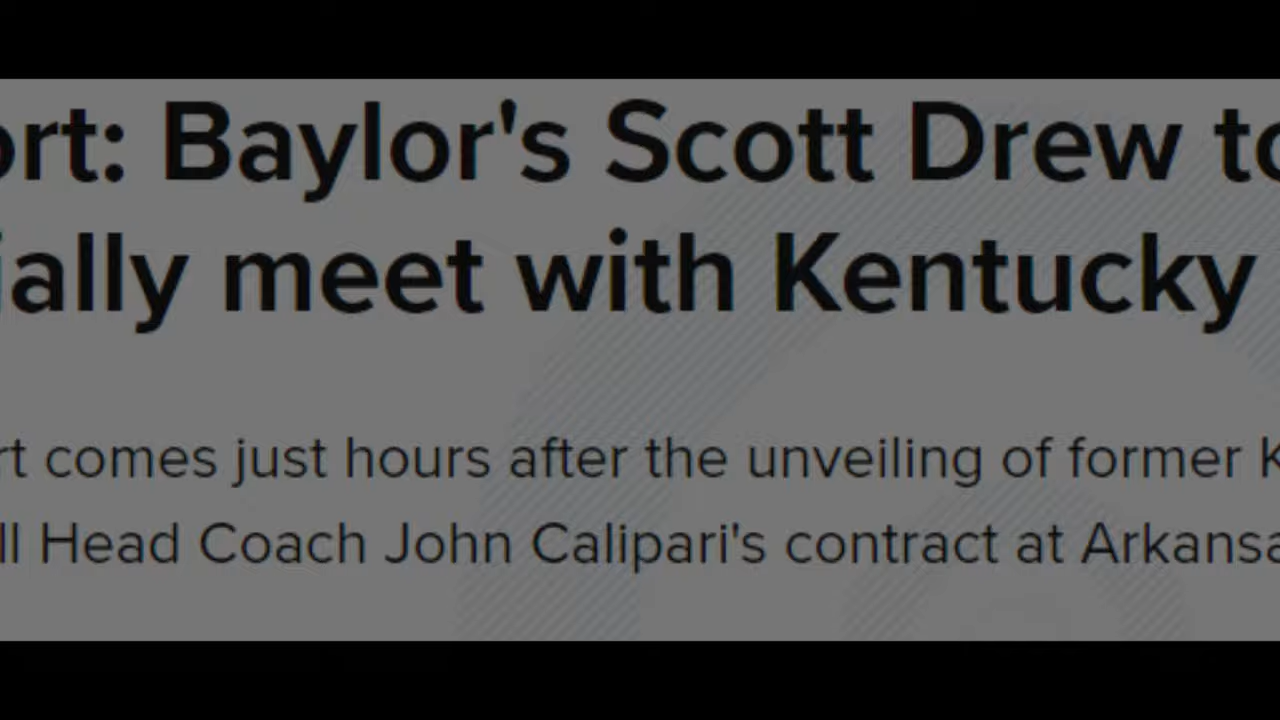 ort: Baylor's Scott Drew to
ially meet with Kentucky
rt comes just hours after the unveiling of former K
ll Head Coach John Calipari's contract at Arkansa